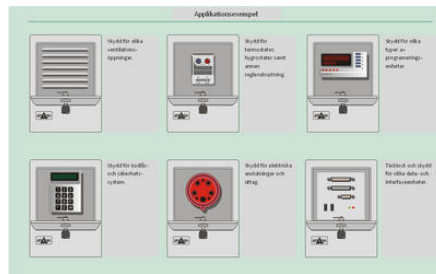 Applikationsexempel
Skydd för olika
ventilations-
öppningar.
Skydd för
termostater,
hygrostater samt
annan
reglerutrustning.
Skydd för olika
typer av
programerings-
enheter
Skydd för kodlås-
och säkerhets-
system.
Skydd för elektriska
anslutningar och
uttag.
Täcklock och skydd
för olika data- och
interfaceenheter.